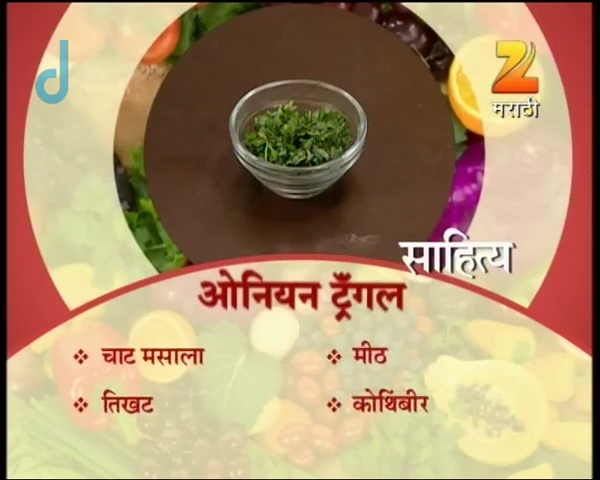 मराठी
साहित्य
ओनियन ट्रँगल
❖ चाट मसाला
❖ मीठ
❖ तिखट
❖ कोथिंबीर